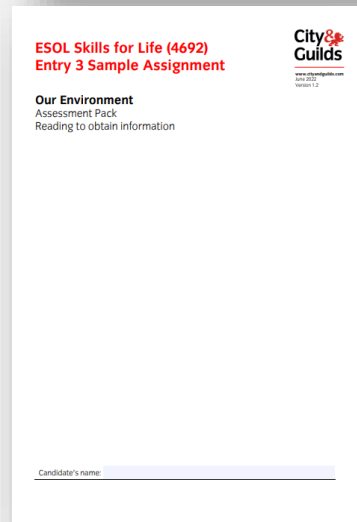 ESOL Skills for Life (4692)
Entry 3 Sample Assignment
City&
Guilds
www.cityandguilds.com
June 2022
Version 1.2
Our Environment
Assessment Pack
Reading to obtain information
Candidate's name: